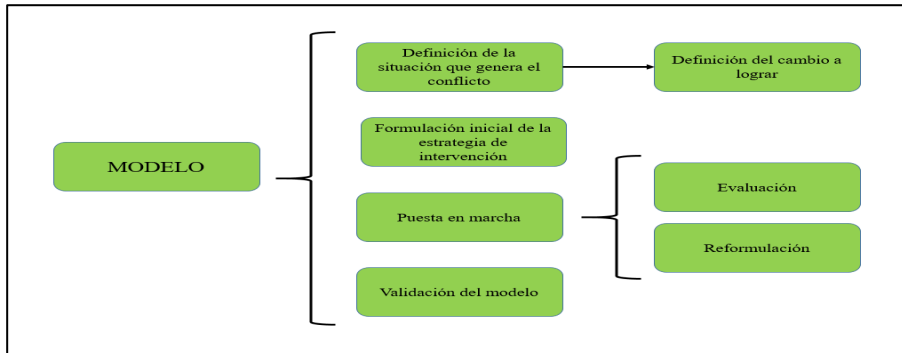 MODELO
Definición de la
situación que genera el
conflicto
Definición del cambo a
lograr
Formulación inicial de la
estrategia de
intervención
Puesta en marcha
Evaluación
Reformulación
Validación del modelo